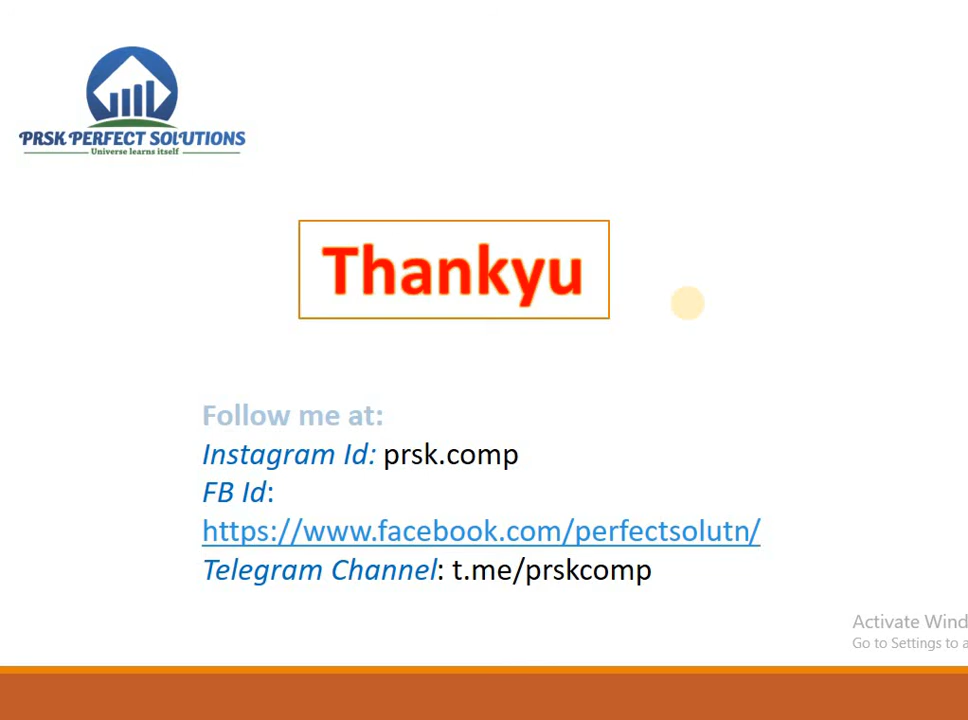 PRSK PERFECT SOLUTIONS
Universe learns itself
Thankyu
Follow me at:
Instagram Id: prsk.comp
FB Id:
https://www.facebook.com/perfectsolutn/
Telegram Channel: t.me/prskcomp
Activate Wind
Go to Settings to a